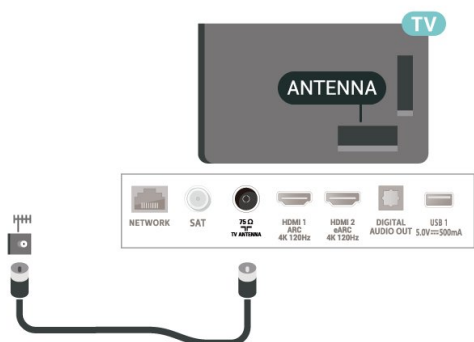 TV
ANTENNA
NETWORK
SAT
75 Ω
TV ANTENNA
HDMI 1
ARC
4K 120Hz
HDMI 2
eARC
4K 120Hz
DIGITAL
AUDIO OUT
USB 1
5.0V⎓500mA